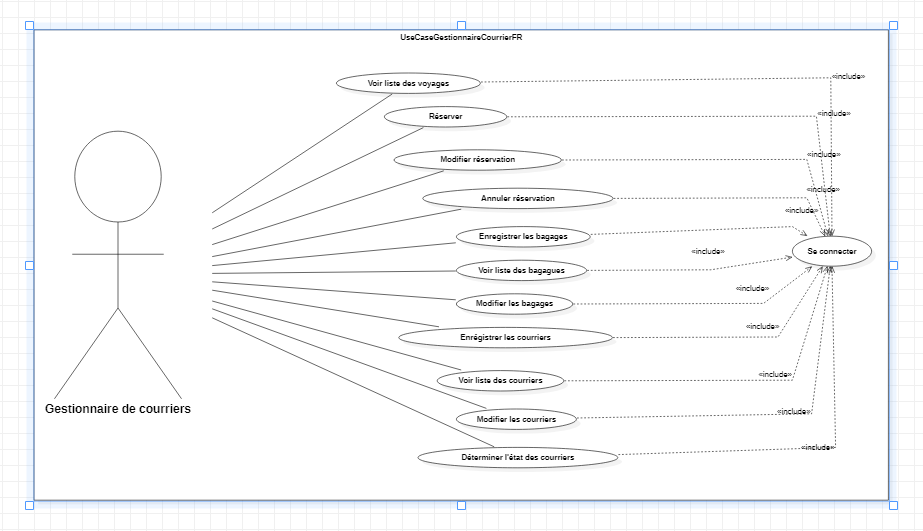 UseCaseGestionnaireCourrierFR
Voir liste des voyages
«include»
Réserver
«include»
Modifier réservation
«include»
Annuler réservation
«include»
Enregistrer les bagages
«include»
Voir liste des bagagues
«include»
Se connecter
Modifier les bagages
«include»
Enrégistrer les courriers
«include»
Voir liste des courriers
«include»
Modifier les courriers
«include»
Déterminer l'état des courriers
«include»
Gestionnaire de courriers